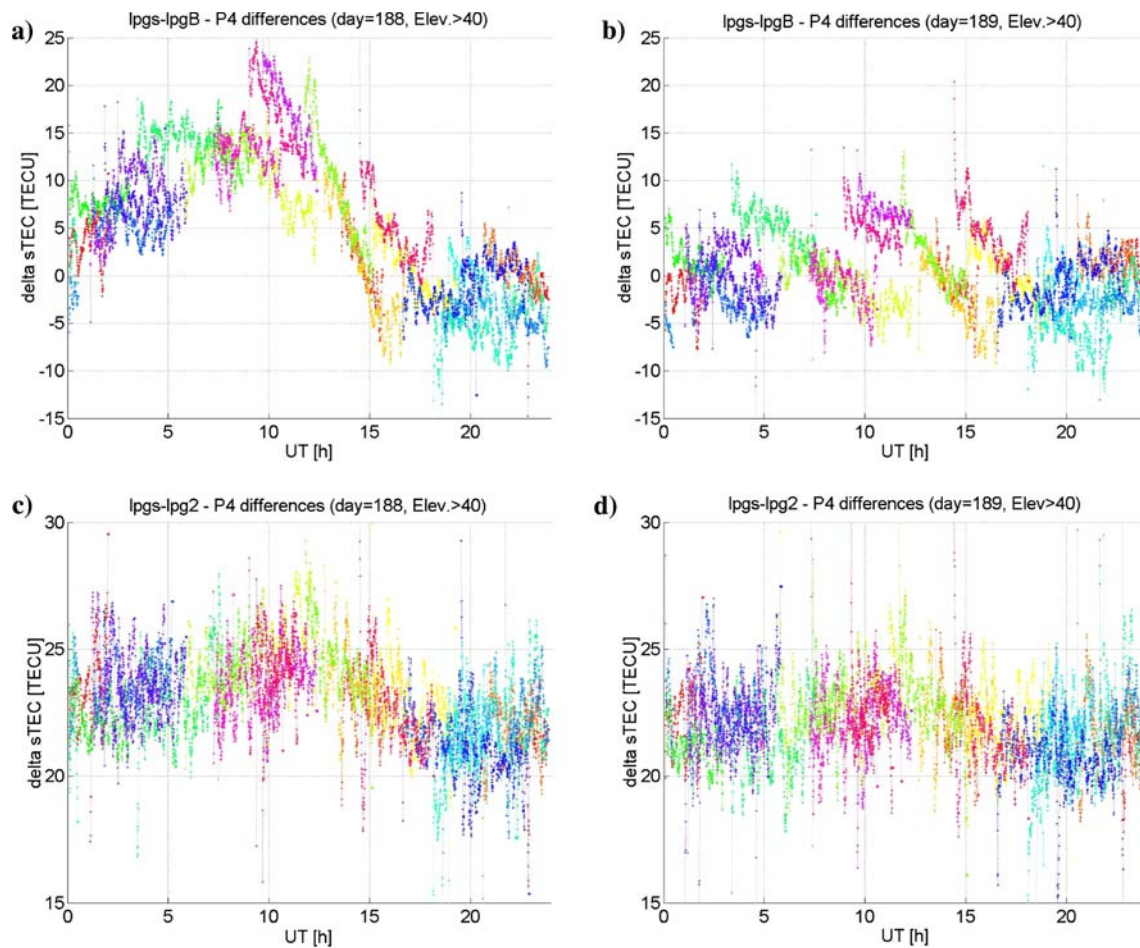 a)
lpgs-lpgB - P4 differences (day=188, Elev.>40)
delta sTEC [TECU]
25
20
15
10
5
0
-5
-10
-15
0 5 10 15 20
UT [h]
b)
lpgs-lpgB - P4 differences (day=189, Elev.>40)
delta sTEC [TECU]
25
20
15
10
5
0
-5
-10
-15
0 5 10 15 20
UT [h]
c)
lpgs-lpg2 - P4 differences (day=188, Elev.>40)
delta sTEC [TECU]
30
25
20
15
0 5 10 15 20
UT [h]
d)
lpgs-lpg2 - P4 differences (day=189, Elev>40)
delta sTEC [TECU]
30
25
20
15
0 5 10 15 20
UT [h]